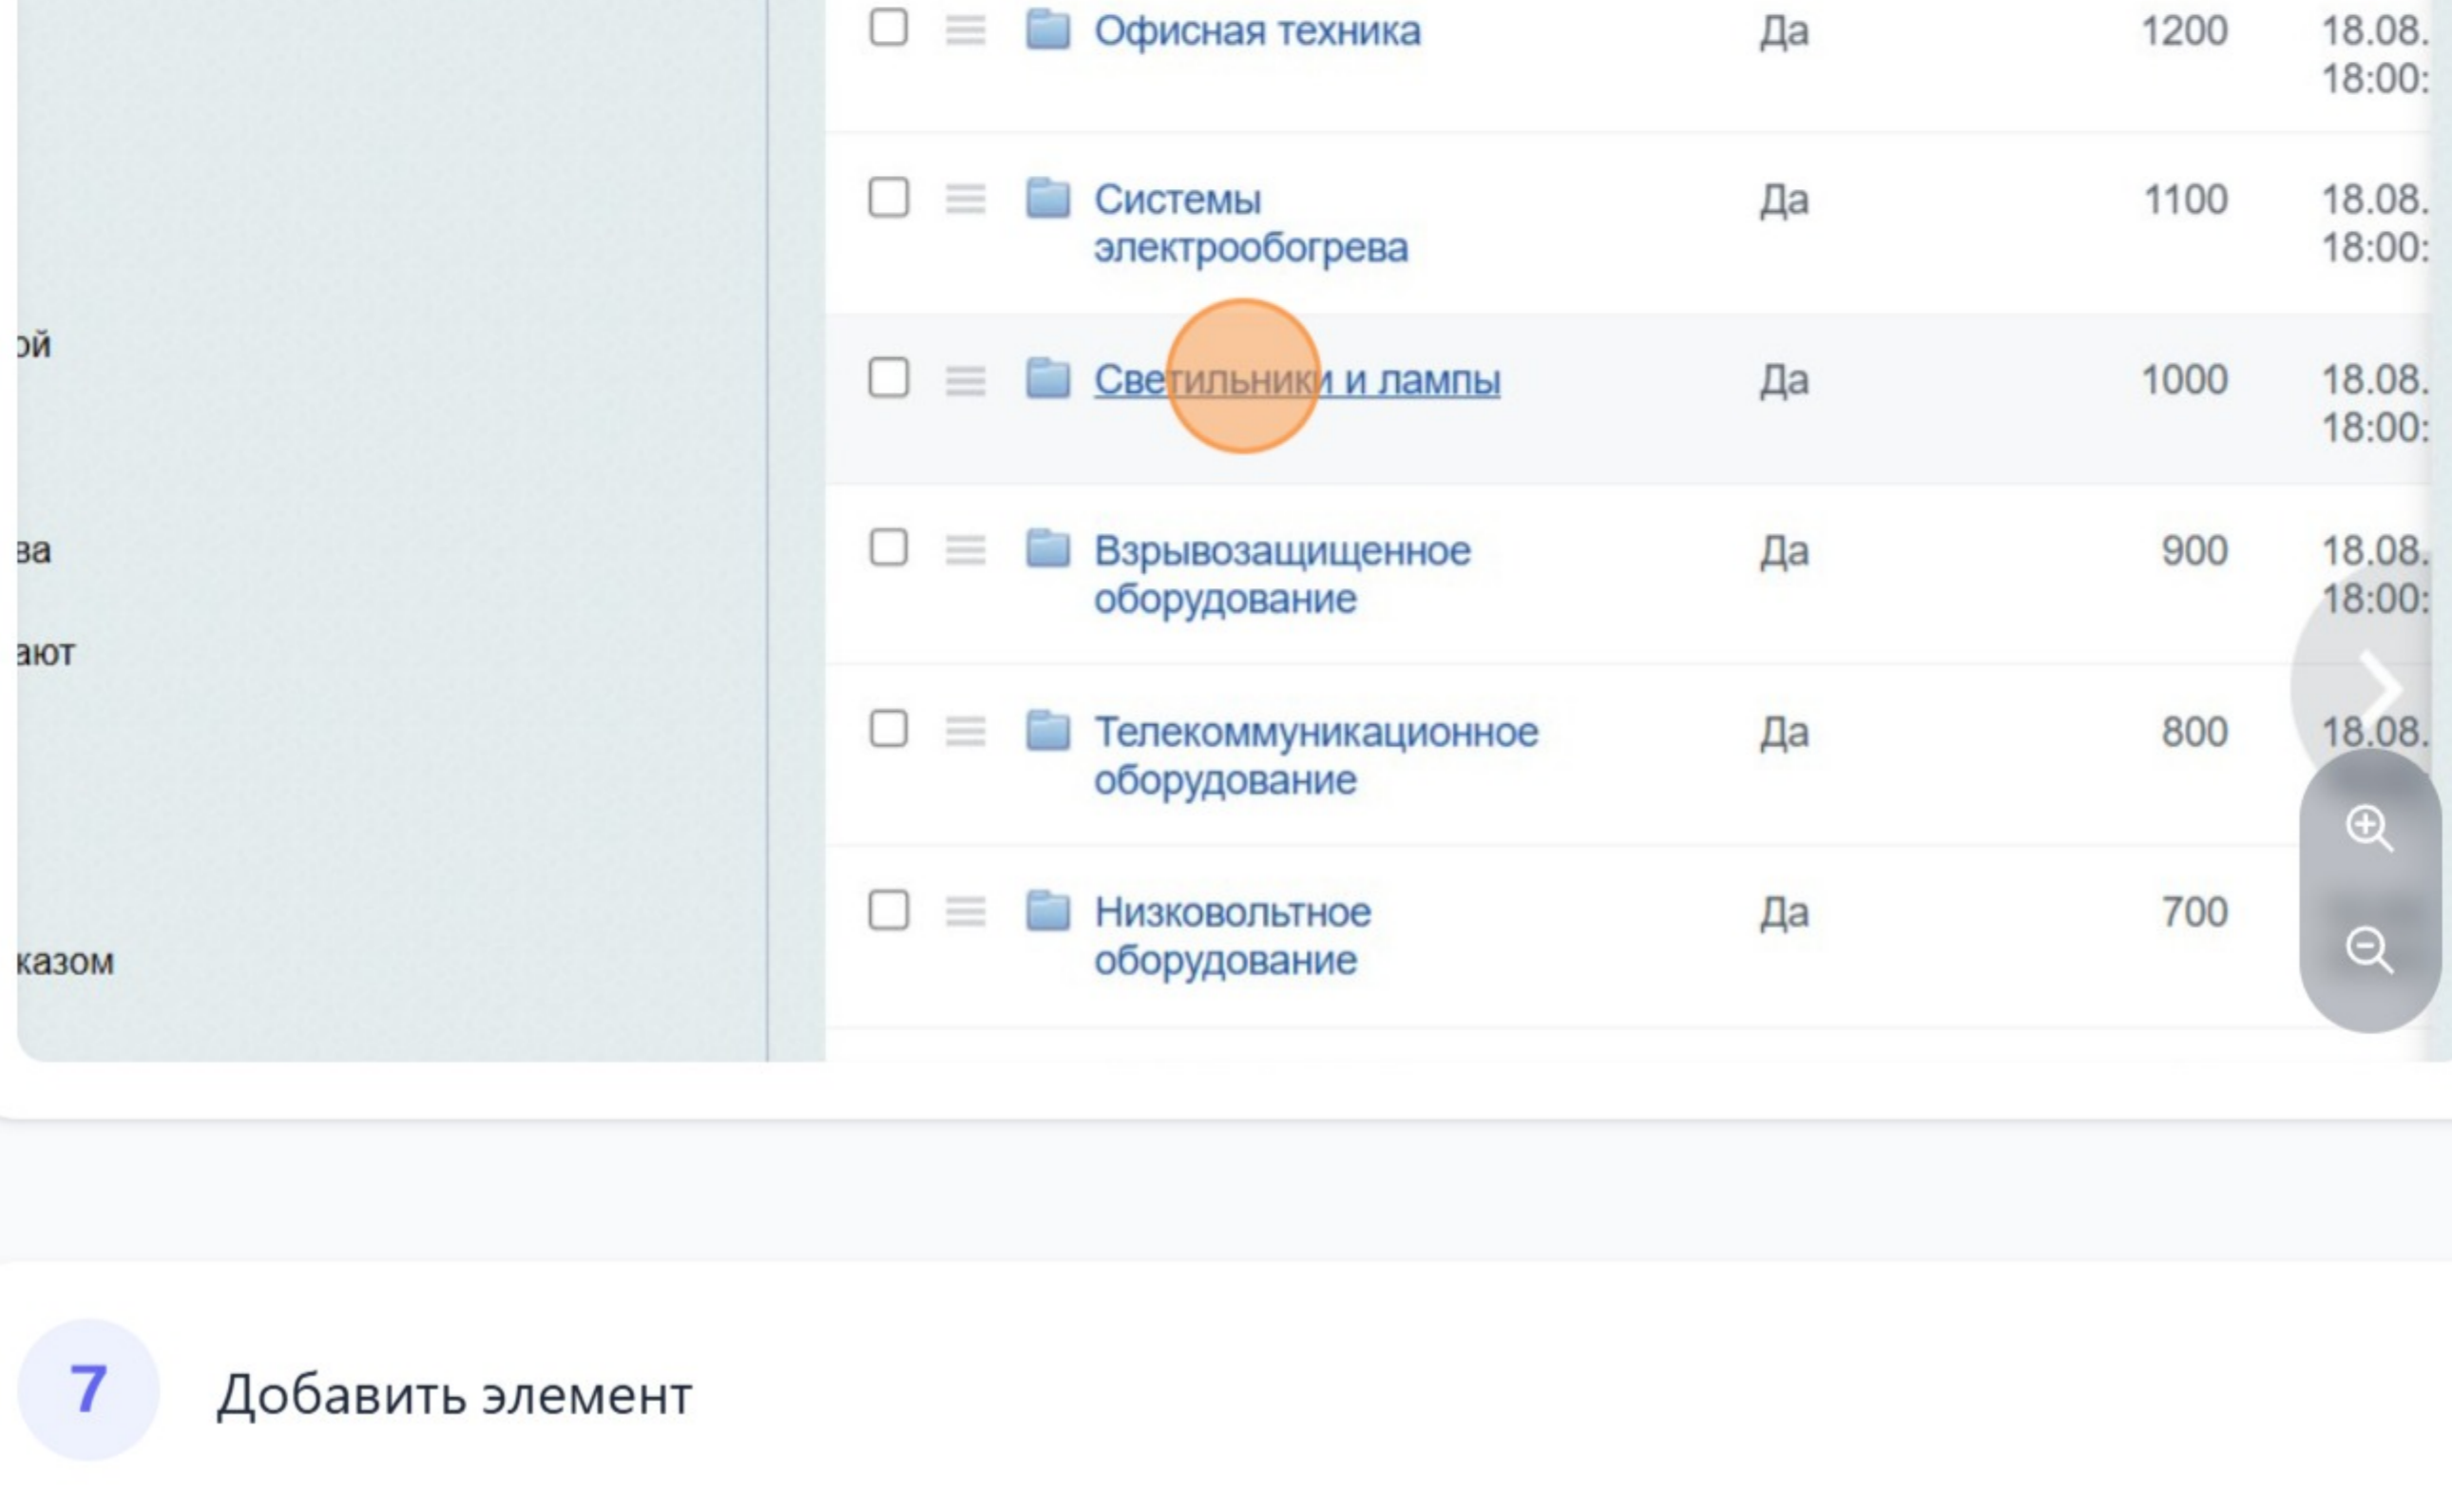 Офисная техника Да 1200 18.08.
18:00:
Системы Да 1100 18.08.
электрообогрева 18:00:
ой
Светильники и лампы Да 1000 18.08.
18:00:
ва
Взрывозащищенное Да 900 18.08.
оборудование 18:00:
ают
Телекоммуникационное Да 800 18.08.
оборудование
Низковольтное Да 700
оборудование
казом
7 Добавить элемент